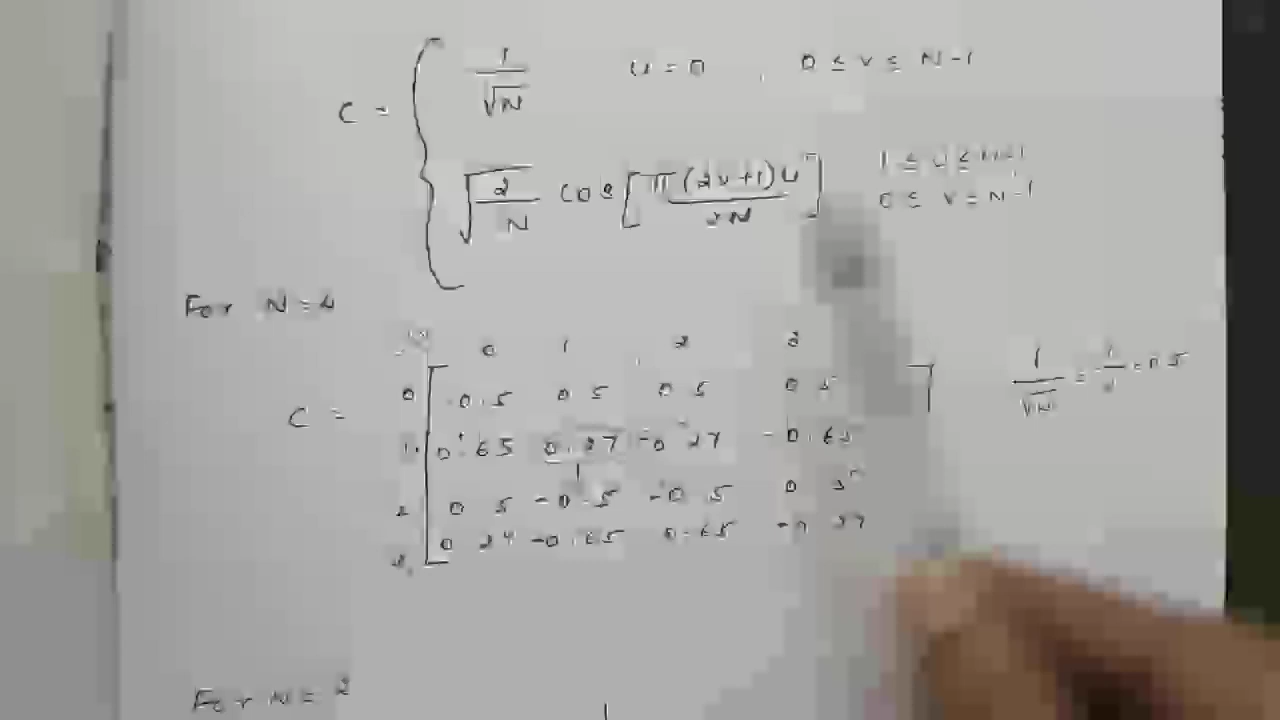 C = { 1/√N u = 0 , 0 ≤ v ≤ N-1
√2/N cos [π(2v+1)u/2N] 1 ≤ u ≤ N-1
0 ≤ v = N-1
For N = 4
0 1 2 3
C = 0 [ 0.5 0.5 0.5 0.5 ] 1/√N = 1/2 = 0.5
1. 0.65 0.27 -0.27 -0.65
2 0.5 -0.5 -0.5 0.5
3. 0.27 -0.65 0.65 -0.27
For N = 2